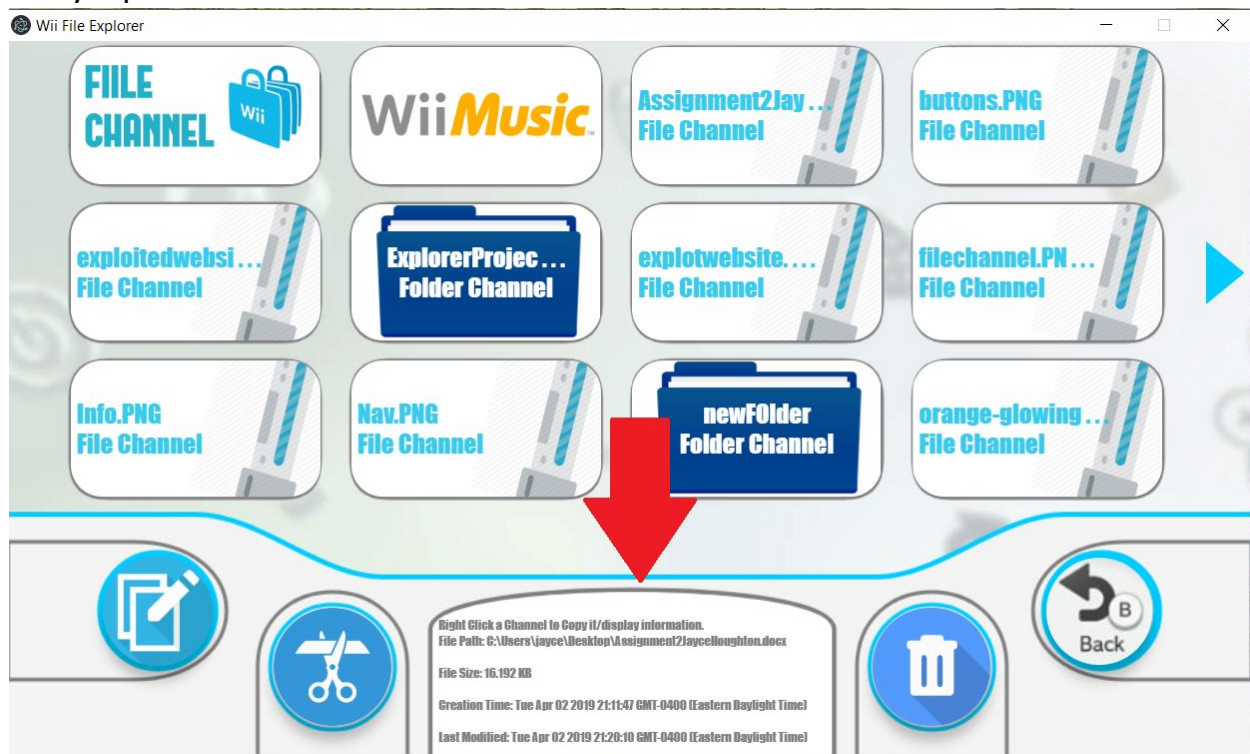 Wii File Explorer
FIILE
CHANNEL
Wii
WiiMusic
Assignment2Jay ...
File Channel
buttons.PNG
File Channel
exploitedwebsi ...
File Channel
ExplorerProjec ...
Folder Channel
explotwebsite. ...
File Channel
filechannel.PN ...
File Channel
Info.PNG
File Channel
Nav.PNG
File Channel
newFOlder
Folder Channel
orange-glowing ...
File Channel
Right Click a Channel to Copy it/display information.
File Path: C:\Users\jayce\Desktop\Assignment2JayceHoughton.docx
File Size: 16.192 KB
Creation Time: Tue Apr 02 2019 21:11:47 GMT-0400 (Eastern Daylight Time)
Last Modified: Tue Apr 02 2019 21:20:10 GMT-0400 (Eastern Daylight Time)
B
Back